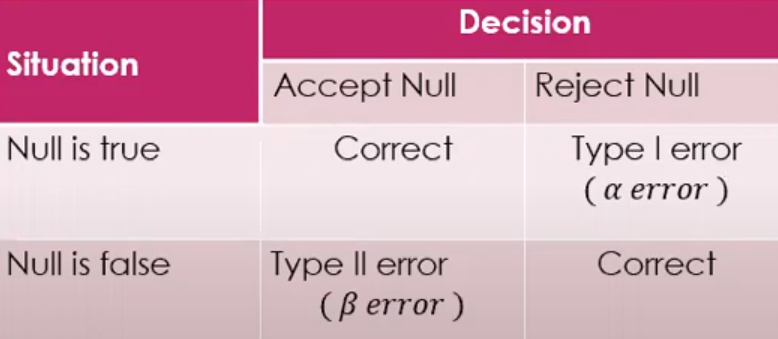 Situation
Decision
Accept Null
Reject Null
Null is true
Correct
Type I error
( α error )
Null is false
Type II error
( β error )
Correct